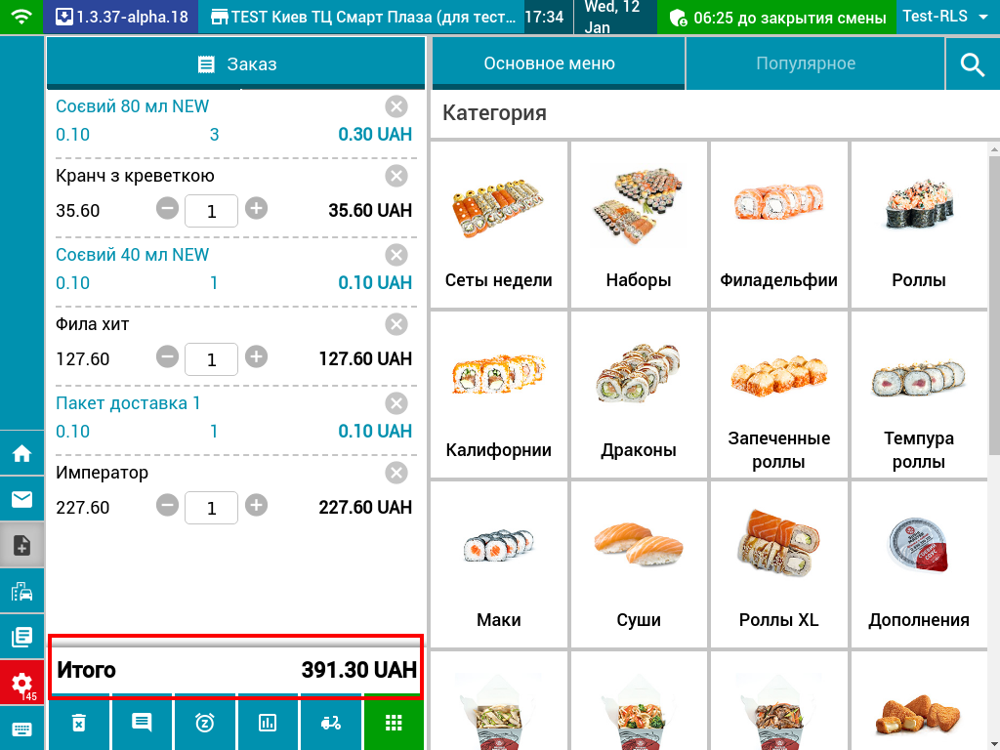 1.3.37-alpha.18
TEST Киев ТЦ Смарт Плаза (для тест…
17:34
Wed, 12
Jan
06:25 до закрытия смены
Test-RLS
Заказ
Основное меню
Популярное
Соєвий 80 мл NEW
0.10 3 0.30 UAH
Кранч з креветкою
35.60 1 35.60 UAH
Соєвий 40 мл NEW
0.10 1 0.10 UAH
Фила хит
127.60 1 127.60 UAH
Пакет доставка 1
0.10 1 0.10 UAH
Император
227.60 1 227.60 UAH
Итого 391.30 UAH
145
Категория
Сеты недели
Наборы
Филадельфии
Роллы
Калифорнии
Драконы
Запеченные
роллы
Темпура
роллы
Маки
Суши
Роллы XL
Дополнения